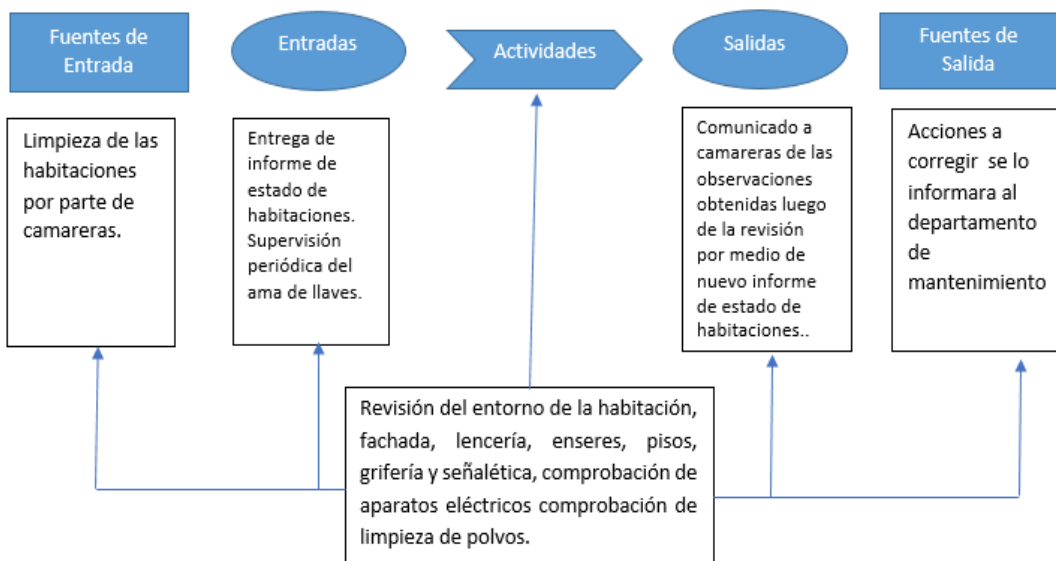 Fuentes de
Entrada
Entradas
Actividades
Salidas
Fuentes de
Salida
Limpieza de las
habitaciones
por parte de
camareras.
Entrega de
informe de
estado de
habitaciones.
Supervisión
periódica del
ama de llaves.
Comunicado a
camareras de las
observaciones
obtenidas luego
de la revisión
por medio de
nuevo informe
de estado de
habitaciones..
Acciones a
corregir se lo
informara al
departamento
de
mantenimiento
Revisión del entorno de la habitación,
fachada, lencería, enseres, pisos,
grifería y señalética, comprobación de
aparatos eléctricos comprobación de
limpieza de polvos.